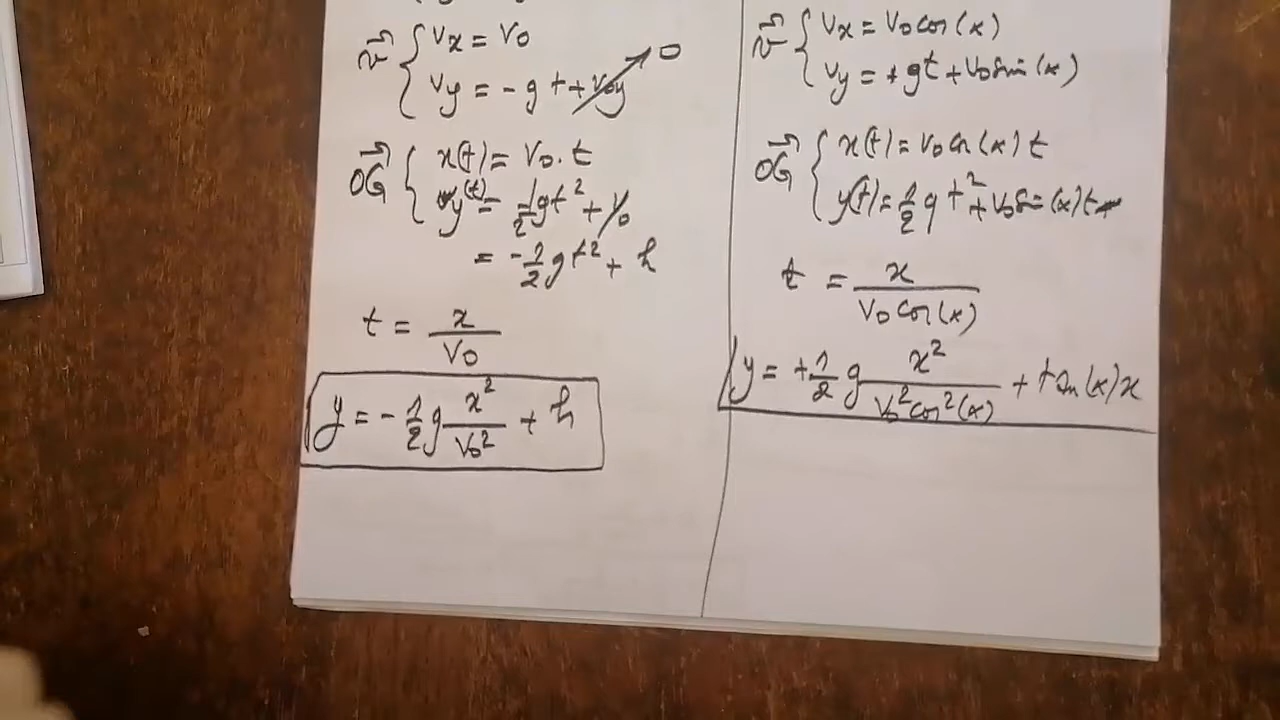 v⃗ { Vx = V0
Vy = - g t + V0y → 0
OG⃗ { x(t) = V0 . t
y(t) = - 1/2 gt² + y0
= - 1/2 gt² + h
t = x / V0
y = - 1/2 g x² / V0² + h
v⃗ { Vx = V0 cos(α)
Vy = + gt + V0 sin(α)
OG⃗ { x(t) = V0 cos(α) t
y(t) = 1/2 g t² + V0 sin(α) t
t = x / V0 cos(α)
y = + 1/2 g x² / V0² cos²(α) + tan(α) x